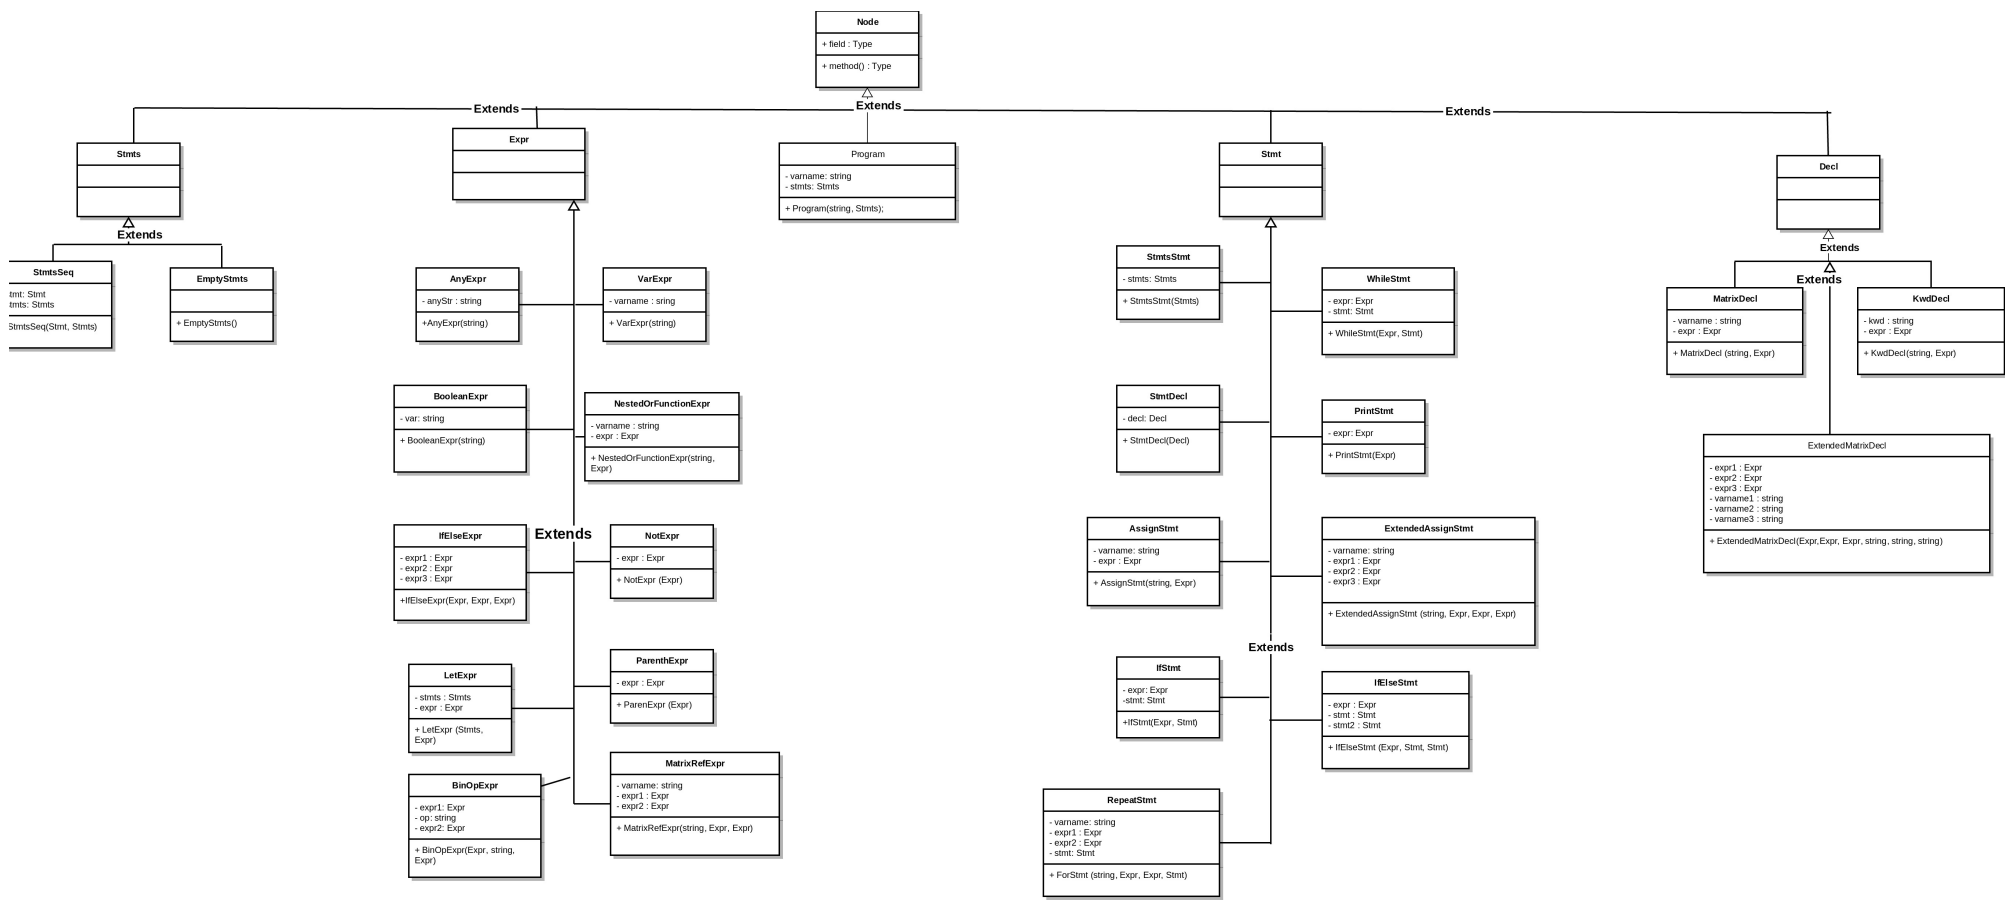 Node
+ field : Type
+ method() : Type
Extends
Extends
Extends
Stmts
Expr
Program
- varname: string
- stmts: Stmts
+ Program(string, Stmts);
Stmt
Decl
Extends
StmtsSeq
tmt: Stmt
tmts: Stmts
StmtsSeq(Stmt, Stmts)
EmptyStmts
+ EmptyStmts()
AnyExpr
- anyStr : string
+AnyExpr(string)
VarExpr
- varname : sring
+ VarExpr(string)
BooleanExpr
- var: string
+ BooleanExpr(string)
NestedOrFunctionExpr
- varname : string
- expr : Expr
+ NestedOrFunctionExpr(string,
Expr)
Extends
IfElseExpr
- expr1 : Expr
- expr2 : Expr
- expr3 : Expr
+IfElseExpr(Expr, Expr, Expr)
NotExpr
- expr : Expr
+ NotExpr (Expr)
LetExpr
- stmts : Stmts
- expr : Expr
+ LetExpr (Stmts,
Expr)
ParenthExpr
- expr : Expr
+ ParenExpr (Expr)
BinOpExpr
- expr1: Expr
- op: string
- expr2: Expr
+ BinOpExpr(Expr, string,
Expr)
MatrixRefExpr
- varname: string
- expr1 : Expr
- expr2 : Expr
+ MatrixRefExpr(string, Expr, Expr)
StmtsStmt
- stmts: Stmts
+ StmtsStmt(Stmts)
WhileStmt
- expr: Expr
- stmt: Stmt
+ WhileStmt(Expr, Stmt)
StmtDecl
- decl: Decl
+ StmtDecl(Decl)
PrintStmt
- expr: Expr
+ PrintStmt(Expr)
AssignStmt
- varname: string
- expr : Expr
+ AssignStmt(string, Expr)
ExtendedAssignStmt
- varname: string
- expr1 : Expr
- expr2 : Expr
- expr3 : Expr
+ ExtendedAssignStmt (string, Expr, Expr, Expr)
Extends
IfStmt
- expr: Expr
-stmt: Stmt
+IfStmt(Expr, Stmt)
IfElseStmt
- expr : Expr
- stmt : Stmt
- stmt2 : Stmt
+ IfElseStmt (Expr, Stmt, Stmt)
RepeatStmt
- varname: string
- expr1 : Expr
- expr2 : Expr
- stmt: Stmt
+ ForStmt (string, Expr, Expr, Stmt)
Extends
Extends
MatrixDecl
- varname : string
- expr : Expr
+ MatrixDecl (string, Expr)
KwdDecl
- kwd : string
- expr : Expr
+ KwdDecl(string, Expr)
ExtendedMatrixDecl
- expr1 : Expr
- expr2 : Expr
- expr3 : Expr
- varname1 : string
- varname2 : string
- varname3 : string
+ ExtendedMatrixDecl(Expr,Expr, Expr, string, string, string)